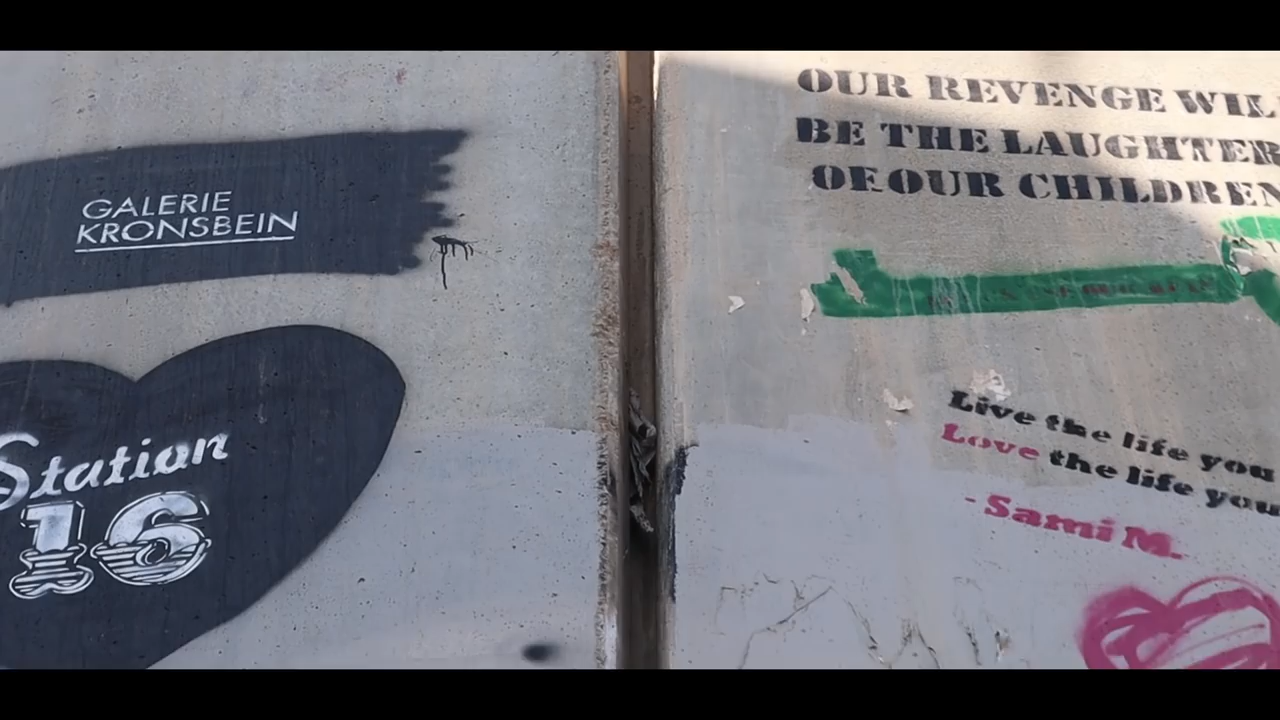 GALERIE
KRONSBEIN
Station
16
OUR REVENGE WIL
BE THE LAUGHTER
OF OUR CHILDREN
Live the life you
Love the life you
- Sami M.